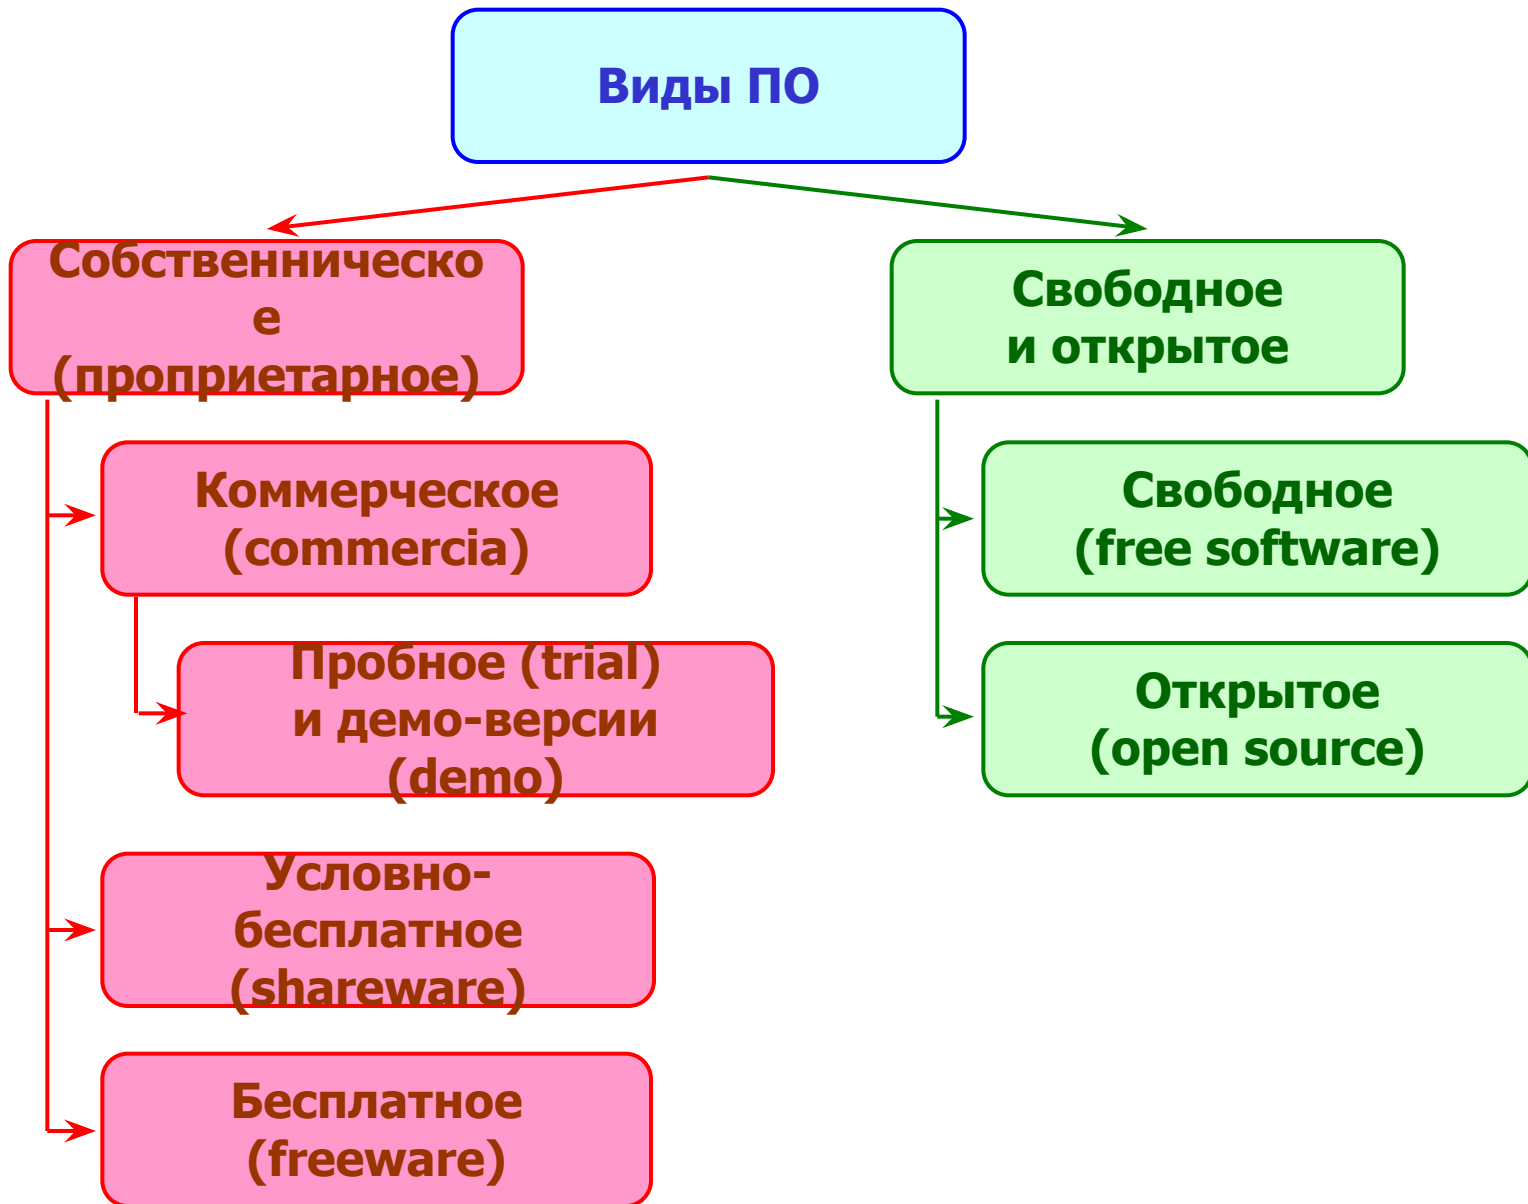 Виды ПО
Собственническо
е
(проприетарное)
Коммерческое
(commercia)
Пробное (trial)
и демо-версии
(demo)
Условно-
бесплатное
(shareware)
Бесплатное
(freeware)
Свободное
и открытое
Свободное
(free software)
Открытое
(open source)